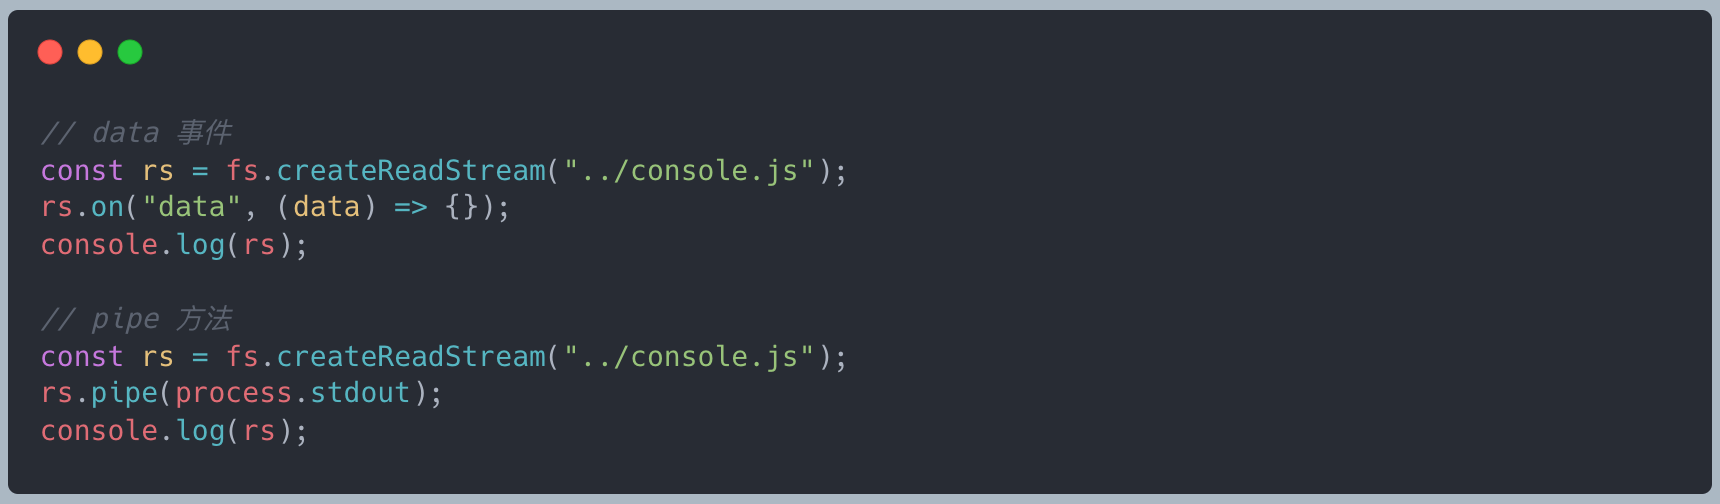 // data 事件
const rs = fs.createReadStream("../console.js");
rs.on("data", (data) => {});
console.log(rs);
// pipe 方法
const rs = fs.createReadStream("../console.js");
rs.pipe(process.stdout);
console.log(rs);